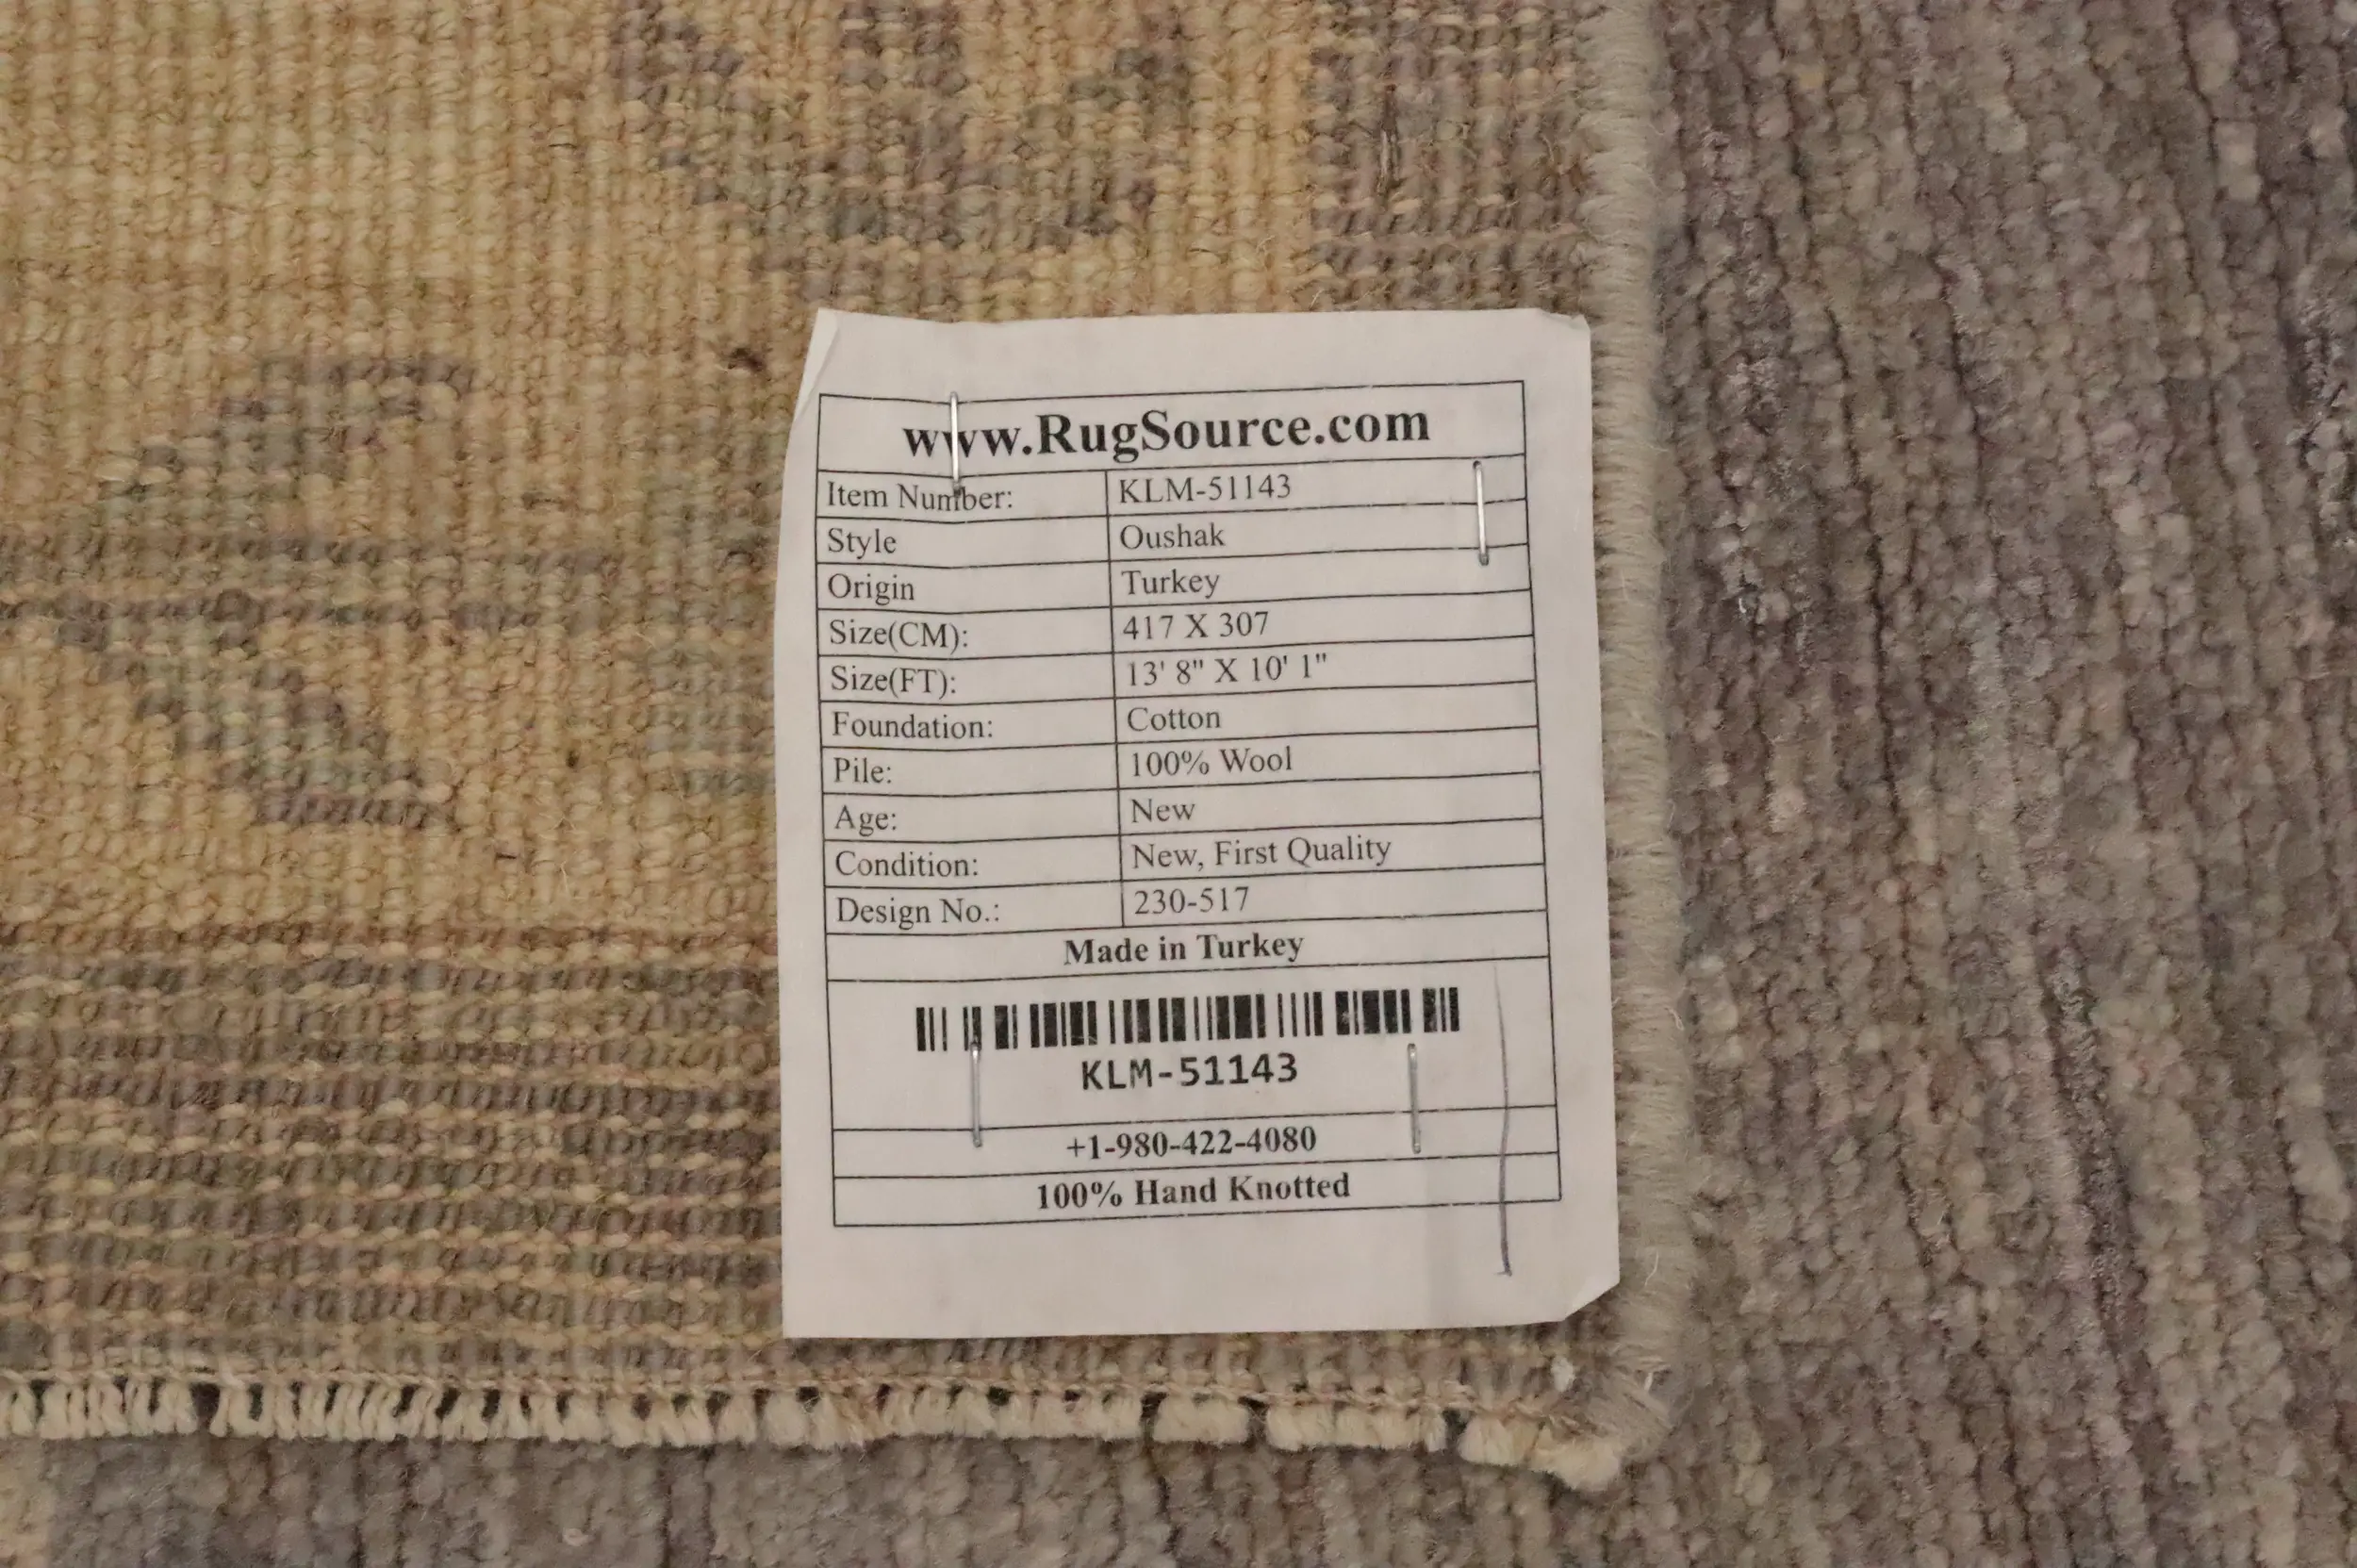 www.RugSource.com
Item Number: KLM-51143
Style Oushak
Origin Turkey
Size(CM): 417 X 307
Size(FT): 13' 8" X 10' 1"
Foundation: Cotton
Pile: 100% Wool
Age: New
Condition: New, First Quality
Design No.: 230-517
Made in Turkey
KLM-51143
+1-980-422-4080
100% Hand Knotted